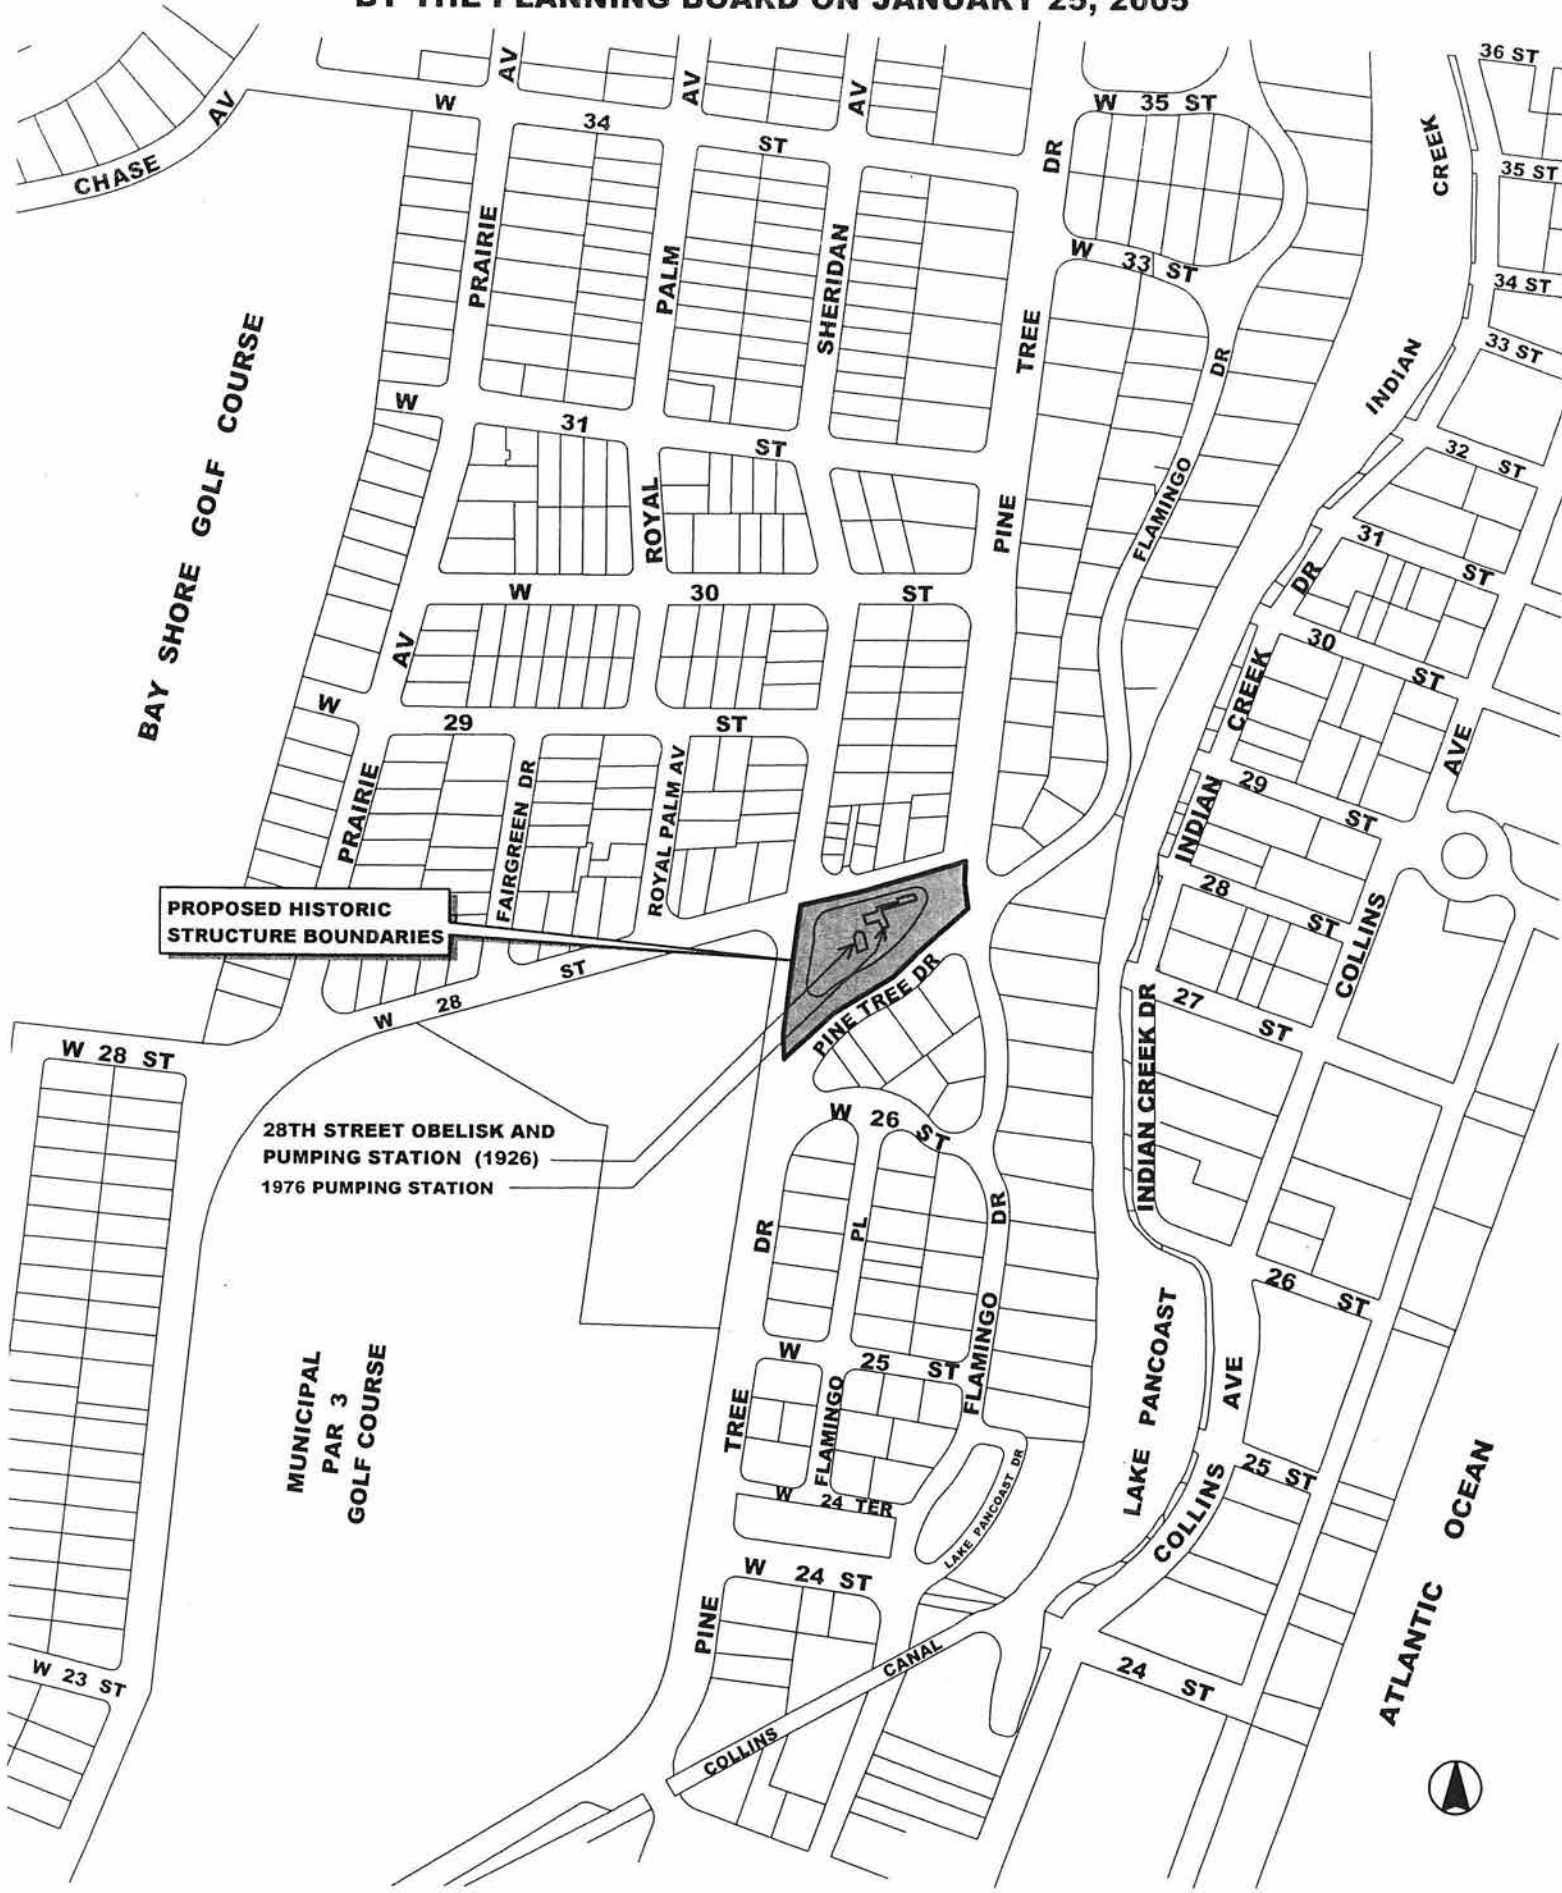 BY THE PLANNING BOARD ON JANUARY 25, 2005
36 ST
AV
AV
AV
W 35 ST
CHASE AV
W 34 ST
DR
CREEK
35 ST
PRAIRIE
PALM
SHERIDAN
W 33 ST
34 ST
TREE
INDIAN
33 ST
DR
BAY SHORE GOLF COURSE
W 31 ST
32 ST
ROYAL
PINE
FLAMINGO
31 ST
DR
W 30 ST
AV
30 ST
CREEK
W 29 ST
AVE
PRAIRIE
FAIRGREEN DR
ROYAL PALM AV
INDIAN
29 ST
28 ST
COLLINS
PROPOSED HISTORIC
STRUCTURE BOUNDARIES
W 28 ST
PINE TREE DR
INDIAN CREEK DR
27 ST
W 28 ST
28TH STREET OBELISK AND
PUMPING STATION (1926)
1976 PUMPING STATION
W 26 ST
DR
PL
DR
26 ST
MUNICIPAL
PAR 3
GOLF COURSE
W 25 ST
TREE
FLAMINGO
FLAMINGO
LAKE PANCOAST
AVE
W 24 TER
LAKE PANCOAST DR
COLLINS
25 ST
ATLANTIC OCEAN
W 24 ST
PINE
W 23 ST
COLLINS CANAL
24 ST